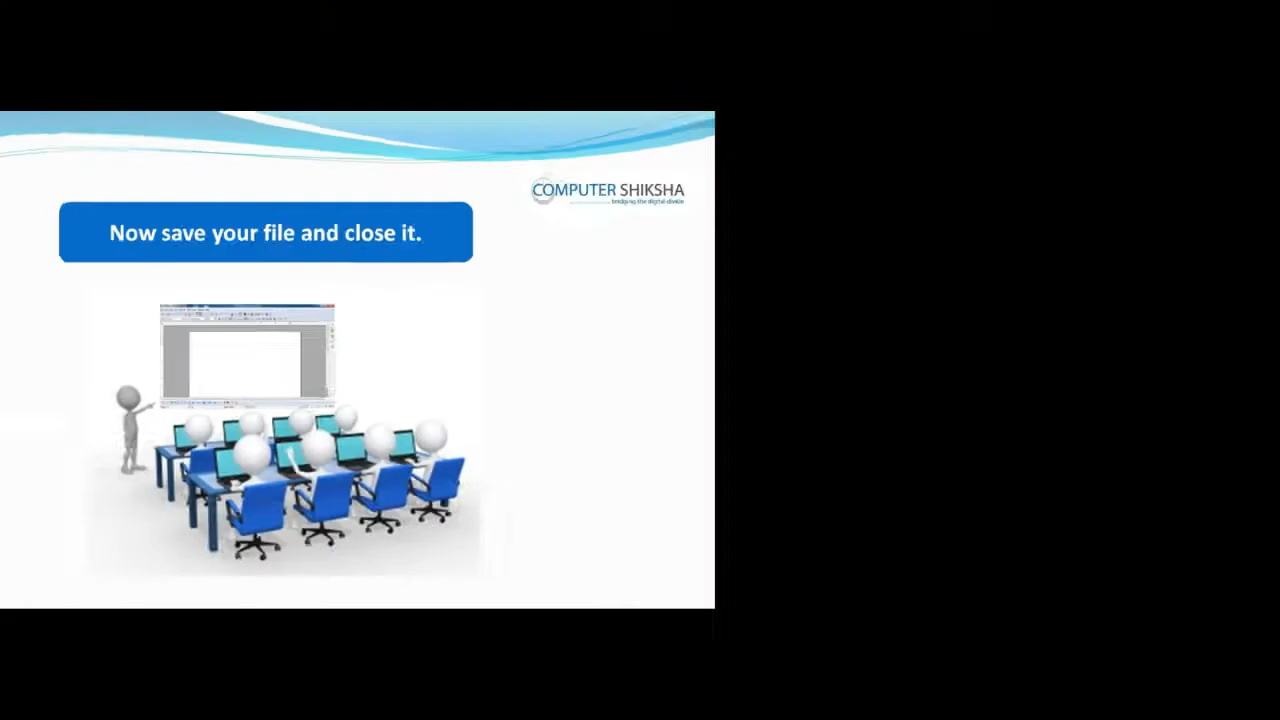 COMPUTER SHIKSHA
bridging the digital divide
Now save your file and close it.